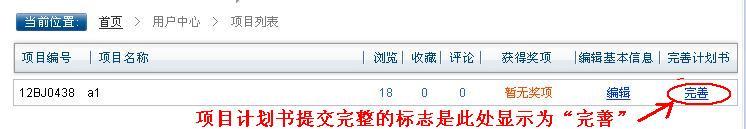 当前位置: 首页 > 用户中心 > 项目列表
项目编号 项目名称 浏览 收藏 评论 获得奖项 编辑基本信息 完善计划书
12BJ0438 a1 18 0 0 暂无奖项 编辑 完善
项目计划书提交完整的标志是此处显示为“完善”